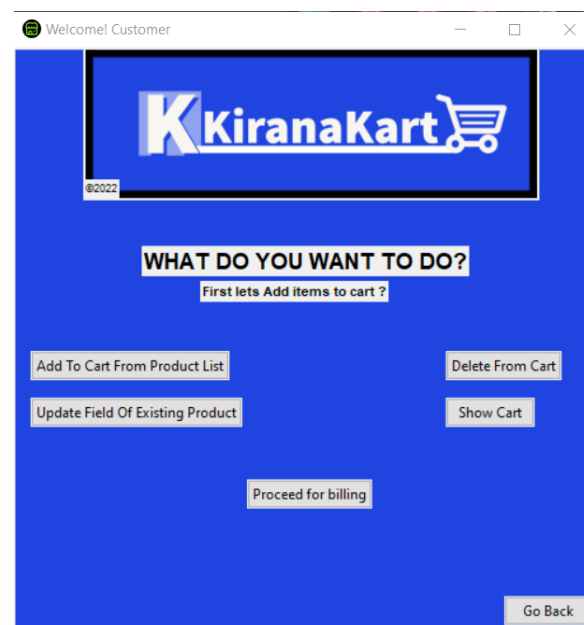 Welcome! Customer
K KiranaKart
©2022
WHAT DO YOU WANT TO DO?
First lets Add items to cart ?
Add To Cart From Product List
Delete From Cart
Update Field Of Existing Product
Show Cart
Proceed for billing
Go Back